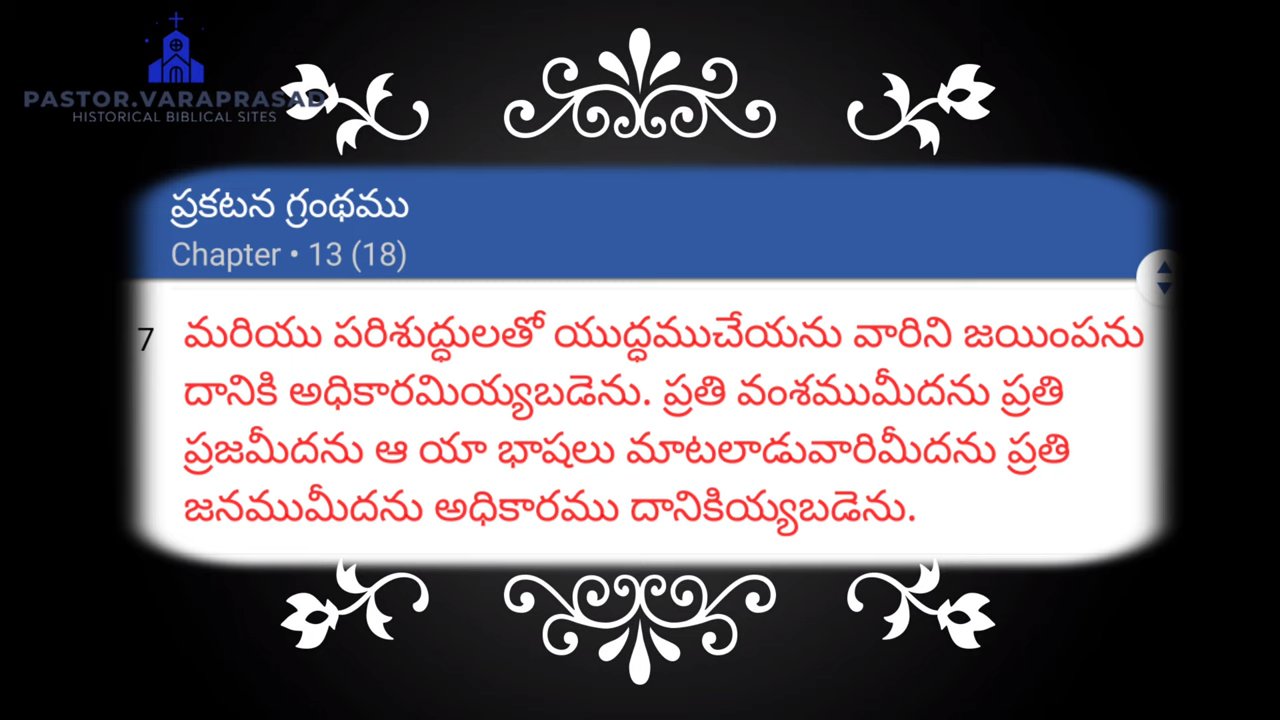 PASTOR.VARAPRASAD
HISTORICAL BIBLICAL SITES
ప్రకటన గ్రంథము
Chapter • 13 (18)
7 మరియు పరిశుద్ధులతో యుద్ధముచేయను వారిని జయింపను
దానికి అధికారమియ్యబడెను. ప్రతి వంశముమీదను ప్రతి
ప్రజమీదను ఆ యా భాషలు మాటలాడువారిమీదను ప్రతి
జనముమీదను అధికారము దానికియ్యబడెను.